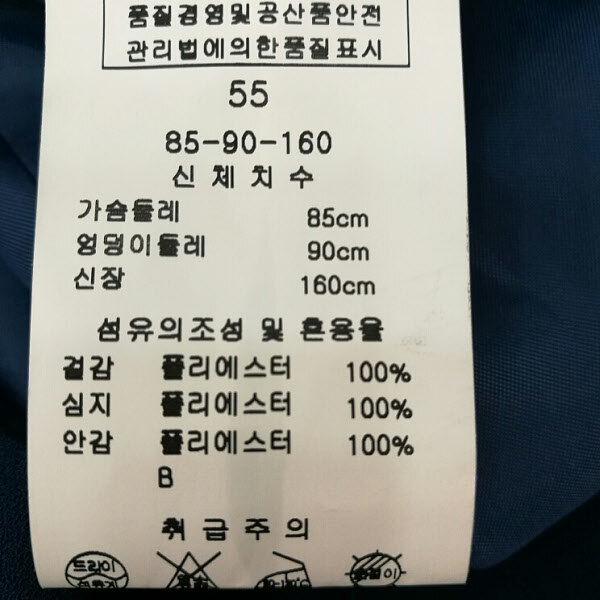 품질경영및공산품안전
관리법에의한품질표시
55
85-90-160
신체치수
가슴둘레 85cm
엉덩이둘레 90cm
신장 160cm
섬유의조성 및 혼용율
겉감 폴리에스터 100%
심지 폴리에스터 100%
안감 폴리에스터 100%
B
취급주의
드라이